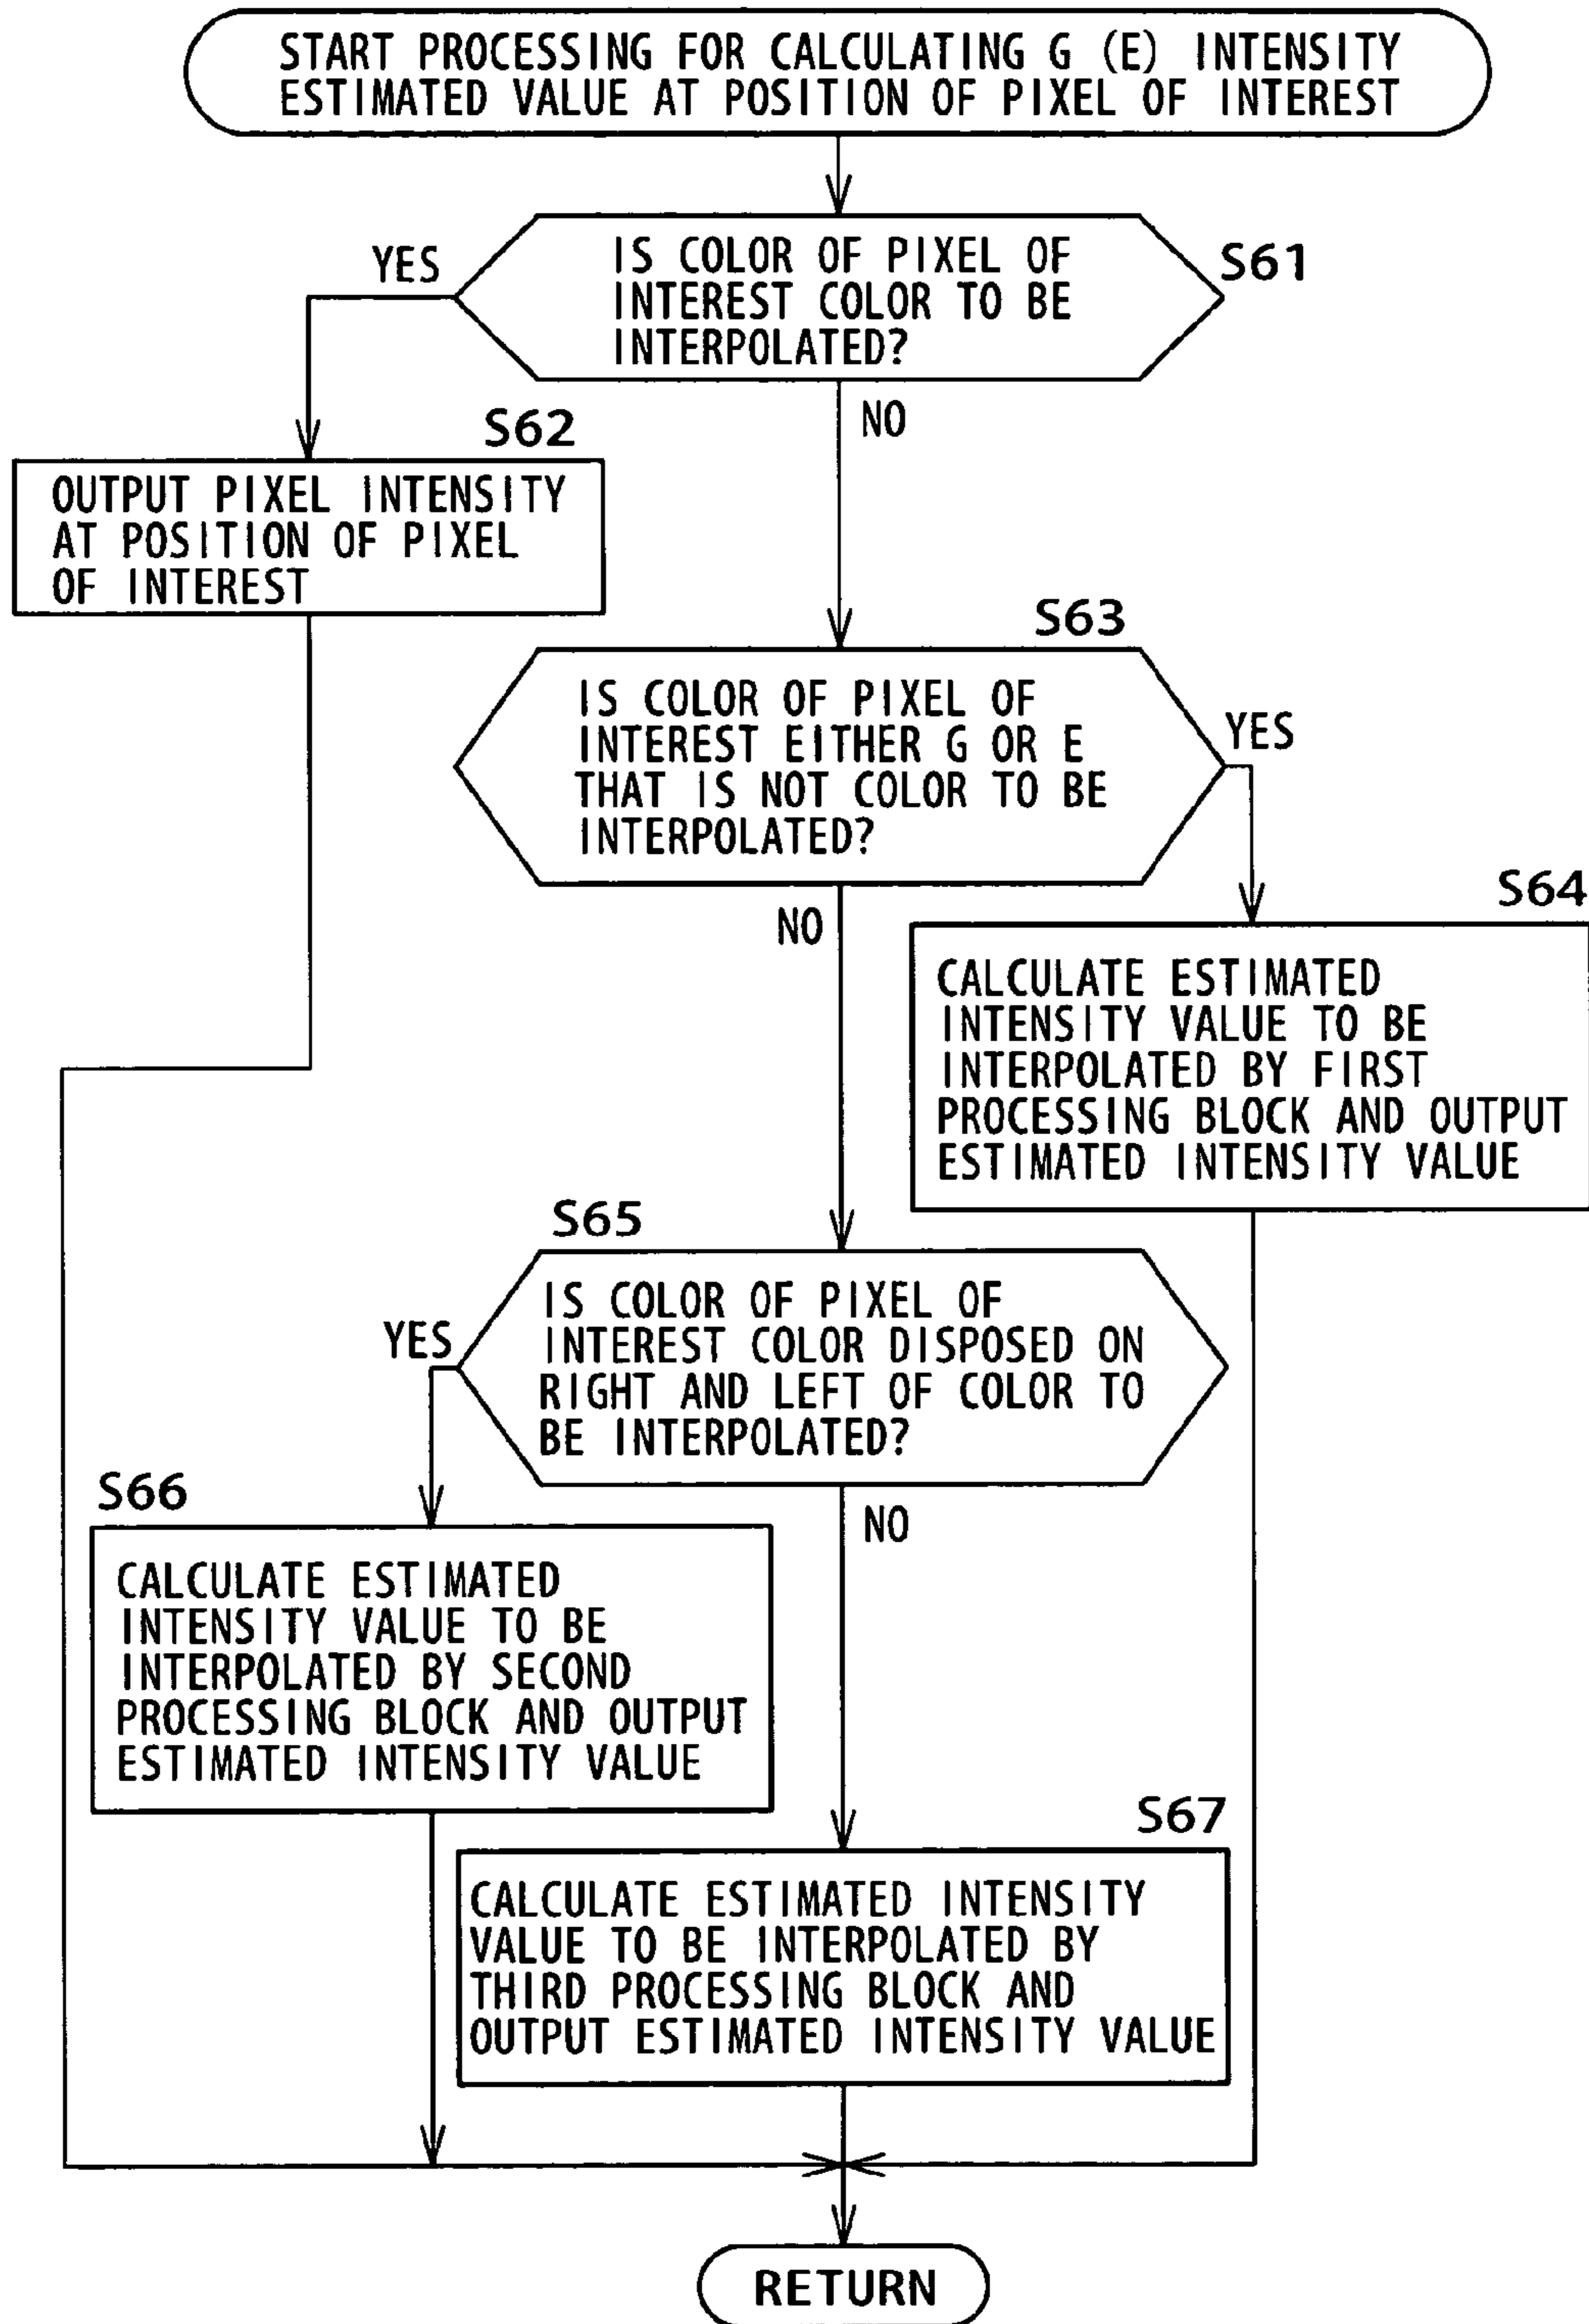 START PROCESSING FOR CALCULATING G (E) INTENSITY
ESTIMATED VALUE AT POSITION OF PIXEL OF INTEREST
YES
IS COLOR OF PIXEL OF
INTEREST COLOR TO BE
INTERPOLATED?
S61
NO
S62
OUTPUT PIXEL INTENSITY
AT POSITION OF PIXEL
OF INTEREST
S63
IS COLOR OF PIXEL OF
INTEREST EITHER G OR E
THAT IS NOT COLOR TO BE
INTERPOLATED?
YES
NO
S64
CALCULATE ESTIMATED
INTENSITY VALUE TO BE
INTERPOLATED BY FIRST
PROCESSING BLOCK AND OUTPUT
ESTIMATED INTENSITY VALUE
S65
YES
IS COLOR OF PIXEL OF
INTEREST COLOR DISPOSED ON
RIGHT AND LEFT OF COLOR TO
BE INTERPOLATED?
NO
S66
CALCULATE ESTIMATED
INTENSITY VALUE TO BE
INTERPOLATED BY SECOND
PROCESSING BLOCK AND OUTPUT
ESTIMATED INTENSITY VALUE
S67
CALCULATE ESTIMATED INTENSITY
VALUE TO BE INTERPOLATED BY
THIRD PROCESSING BLOCK AND
OUTPUT ESTIMATED INTENSITY VALUE
RETURN